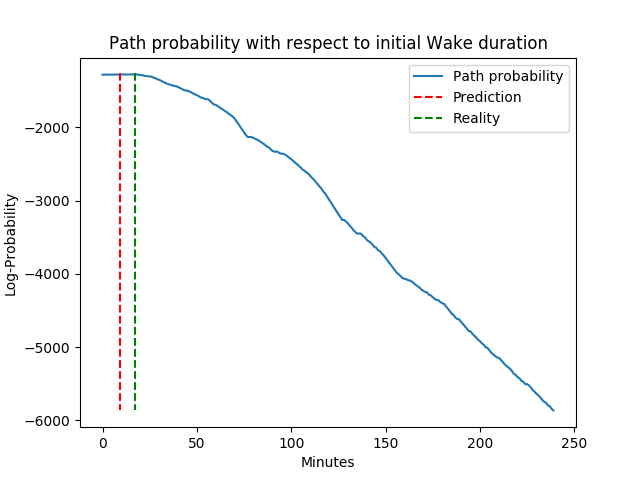 Path probability with respect to initial Wake duration
Path probability
Prediction
Reality
Log-Probability
−2000
−3000
−4000
−5000
−6000
0
50
100
150
200
250
Minutes